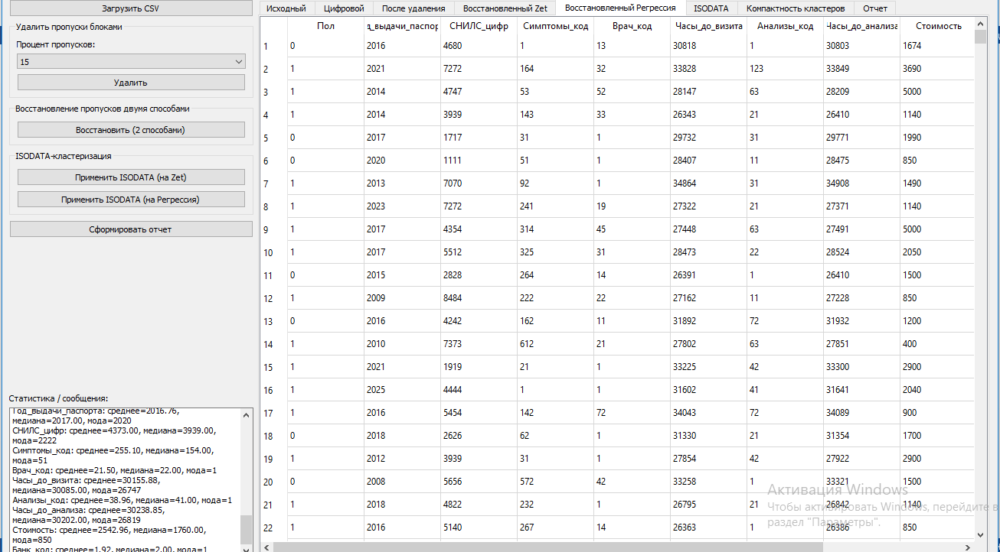 Загрузить CSV
Удалить пропуски блоками
Процент пропусков:
15
Удалить
Восстановление пропусков двумя способами
Восстановить (2 способами)
ISODATA-кластеризация
Применить ISODATA (на Zet)
Применить ISODATA (на Регрессия)
Сформировать отчет
Статистика / сообщения:
Год_выдачи_паспорта: среднее=2016.76,
медиана=2017.00, мода=2020
СНИЛС_цифр: среднее=4373.00, медиана=3939.00,
мода=2222
Симптомы_код: среднее=255.10, медиана=154.00,
мода=51
Врач_код: среднее=21.50, медиана=22.00, мода=1
Часы_до_визита: среднее=30155.88,
медиана=30085.00, мода=26747
Анализы_код: среднее=38.96, медиана=41.00, мода=1
Часы_до_анализа: среднее=30238.85,
медиана=30202.00, мода=26819
Стоимость: среднее=2542.96, медиана=1760.00,
мода=850
Банк_код: среднее=1.92, медиана=2.00, мода=1
Исходный Цифровой После удаления Восстановленный Zet Восстановленный Регрессия ISODATA Компактность кластеров Отчет
Пол д_выдачи_паспор СНИЛС_цифр Симптомы_код Врач_код Часы_до_визита Анализы_код Часы_до_анализа Стоимость
1 0 2016 4680 1 13 30818 1 30803 1674
2 1 2021 7272 164 32 33828 123 33849 3690
3 1 2014 4747 53 52 28147 63 28209 5000
4 1 2014 3939 143 33 26343 21 26410 1140
5 0 2017 1717 31 1 29732 31 29771 1990
6 0 2020 1111 51 1 28407 11 28475 850
7 1 2013 7070 92 1 34864 31 34908 1490
8 1 2023 7272 241 19 27322 21 27371 1140
9 1 2017 4354 314 45 27448 63 27491 5000
10 1 2017 5512 325 31 28473 22 28524 2050
11 0 2015 2828 264 14 26391 1 26410 1500
12 1 2009 8484 222 22 27162 11 27228 850
13 0 2016 4242 162 11 31892 72 31932 1200
14 1 2010 7373 612 21 27802 63 27851 400
15 1 2021 1919 21 1 33225 42 33300 2900
16 1 2025 4444 1 1 31602 41 31641 2040
17 1 2016 5454 142 72 34043 72 34089 900
18 0 2018 2626 62 1 31330 21 31354 1700
19 1 2012 3939 31 1 27854 42 27922 2900
20 0 2008 5656 572 42 33258 1 33321 1500
21 1 2018 4822 232 1 26795 21 26842 1140
22 1 2016 5140 267 14 26363 1 26386 850
Активация Windows
Чтобы активировать Windows, перейдите в
раздел "Параметры".